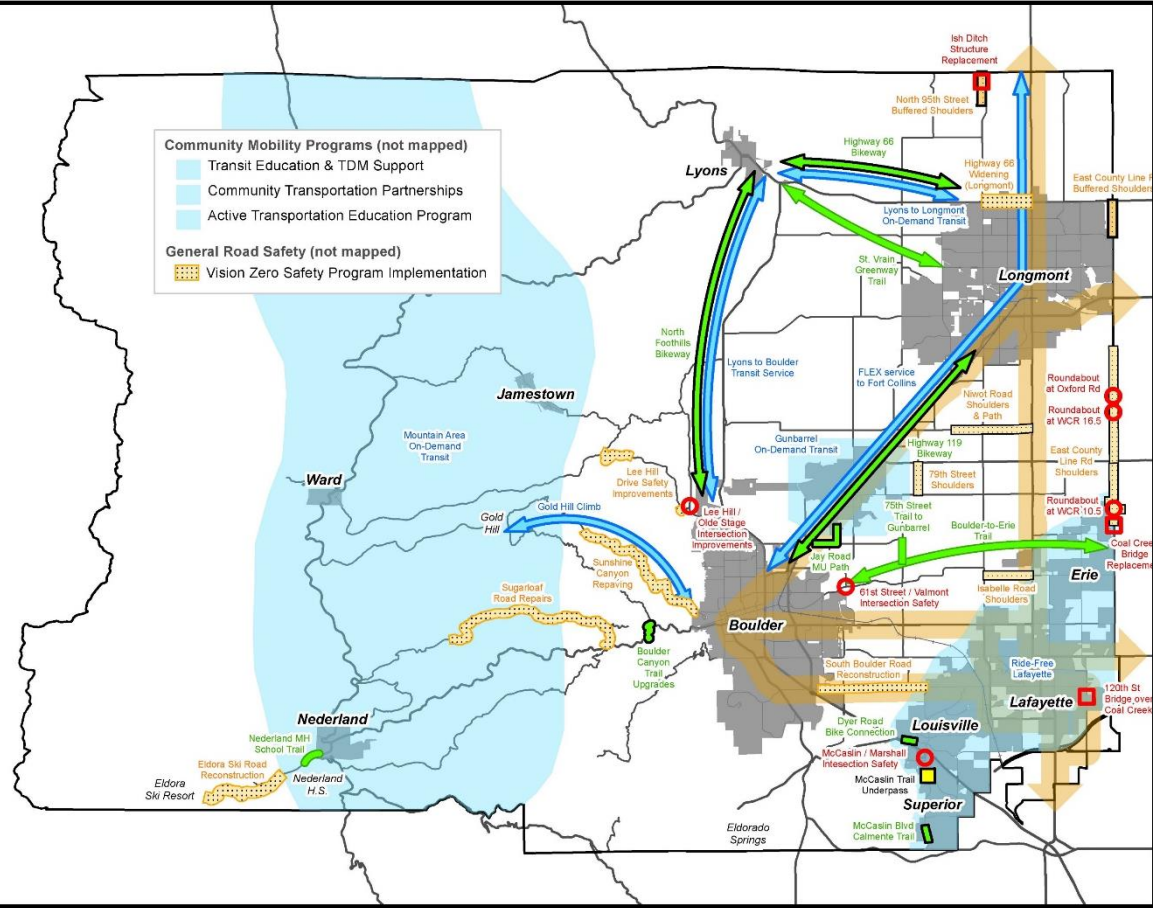 Community Mobility Programs (not mapped)
Transit Education & TDM Support
Community Transportation Partnerships
Active Transportation Education Program
General Road Safety (not mapped)
Vision Zero Safety Program Implementation
Ish Ditch
Structure
Replacement
North 95th Street
Buffered Shoulders
Highway 66
Bikeway
Lyons
Highway 66
Widening
(Longmont)
East County Line R
Buffered Shoulders
Lyons to Longmont
On-Demand Transit
St. Vrain
Greenway
Trail
Longmont
North
Foothills
Bikeway
Lyons to Boulder
Transit Service
FLEX service
to Fort Collins
Roundabout
at Oxford Rd
Roundabout
at WCR 16.5
Jamestown
Niwot Road
Shoulders
& Path
Mountain Area
On-Demand
Transit
Gunbarrel
On-Demand Transit
Highway 119
Bikeway
East County
Line Rd
Shoulders
Ward
Lee Hill
Drive Safety
Improvements
79th Street
Shoulders
Gold
Hill
Gold Hill Climb
Lee Hill /
Olde Stage
Intersection
Improvements
75th Street
Trail to
Gunbarrel
Boulder-to-Erie
Trail
Roundabout
at WCR 10.5
Coal Cree
Bridge
Replaceme
Jay Road
MU Path
Sunshine
Canyon
Repaving
Erie
Sugarloaf
Road Repairs
61st Street / Valmont
Intersection Safety
Isabelle Road
Shoulders
Boulder
Boulder
Canyon
Trail
Upgrades
South Boulder Road
Reconstruction
Ride-Free
Lafayette
Lafayette
120th St
Bridge over
Coal Creek
Nederland
Dyer Road
Bike Connection
Louisville
Nederland MH
School Trail
McCaslin / Marshall
Intesection Safety
Eldora Ski Road
Reconstruction
Nederland
H.S.
Eldora
Ski Resort
McCaslin Trail
Underpass
Superior
Eldorado
Springs
McCaslin Blvd
Calmente Trail